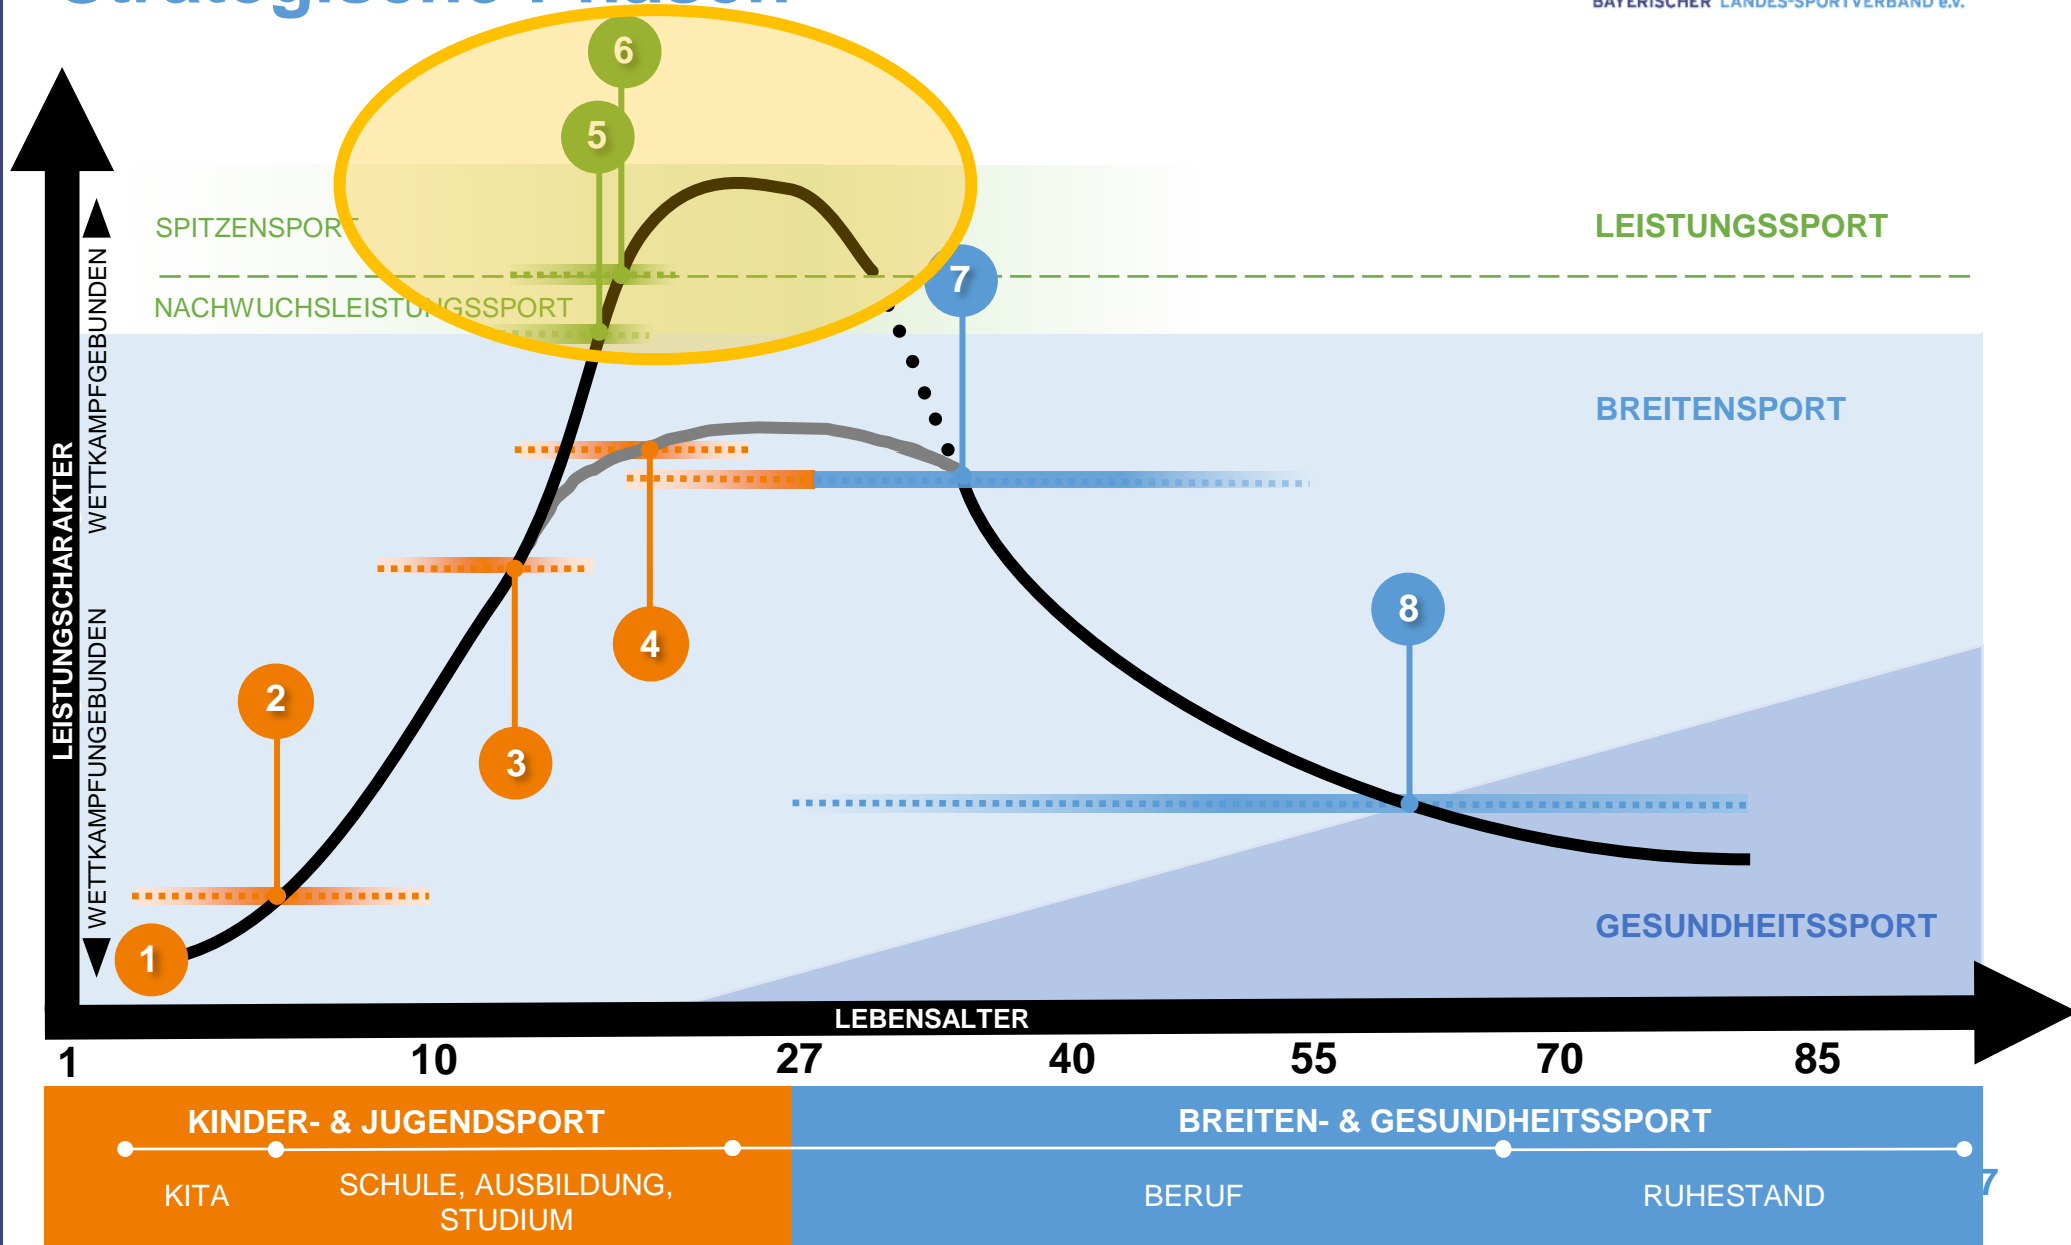 Strategische Phasen
BAYERISCHER LANDES-SPORTVERBAND e.V.
6
5
SPITZENSPORT
LEISTUNGSSPORT
7
NACHWUCHSLEISTUNGSSPORT
WETTKAMPFGEBUNDEN
BREITENSPORT
LEISTUNGSCHARAKTER
WETTKAMPFUNGEBUNDEN
8
4
2
3
GESUNDHEITSSPORT
1
LEBENSALTER
1 10 27 40 55 70 85
KINDER- & JUGENDSPORT
BREITEN- & GESUNDHEITSSPORT
KITA
SCHULE, AUSBILDUNG,
STUDIUM
BERUF
RUHESTAND
7